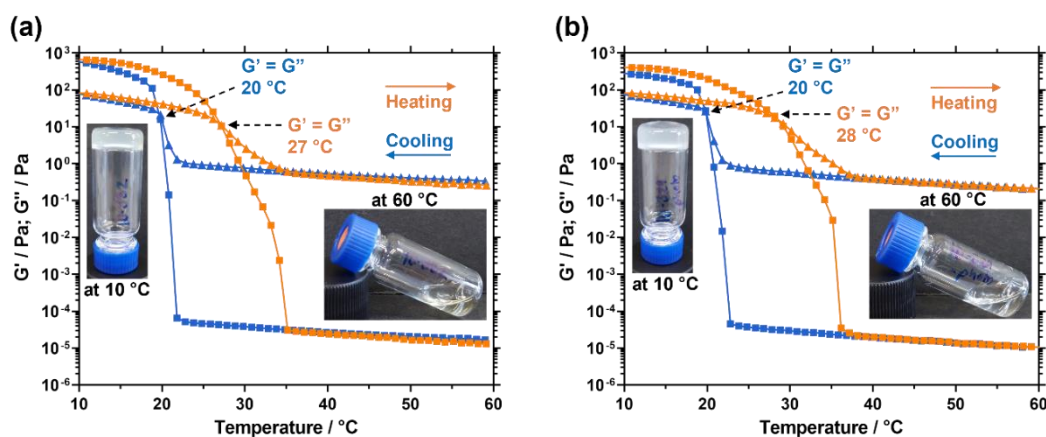 (a)
10³
10²
10¹
10⁰
10⁻¹
10⁻²
10⁻³
10⁻⁴
10⁻⁵
10⁻⁶
G' / Pa; G'' / Pa
G' = G''
20 °C
Heating
G' = G''
27 °C
Cooling
at 60 °C
at 10 °C
10 20 30 40 50 60
Temperature / °C
(b)
10³
10²
10¹
10⁰
10⁻¹
10⁻²
10⁻³
10⁻⁴
10⁻⁵
10⁻⁶
G' / Pa; G'' / Pa
G' = G''
20 °C
Heating
G' = G''
28 °C
Cooling
at 60 °C
at 10 °C
10 20 30 40 50 60
Temperature / °C